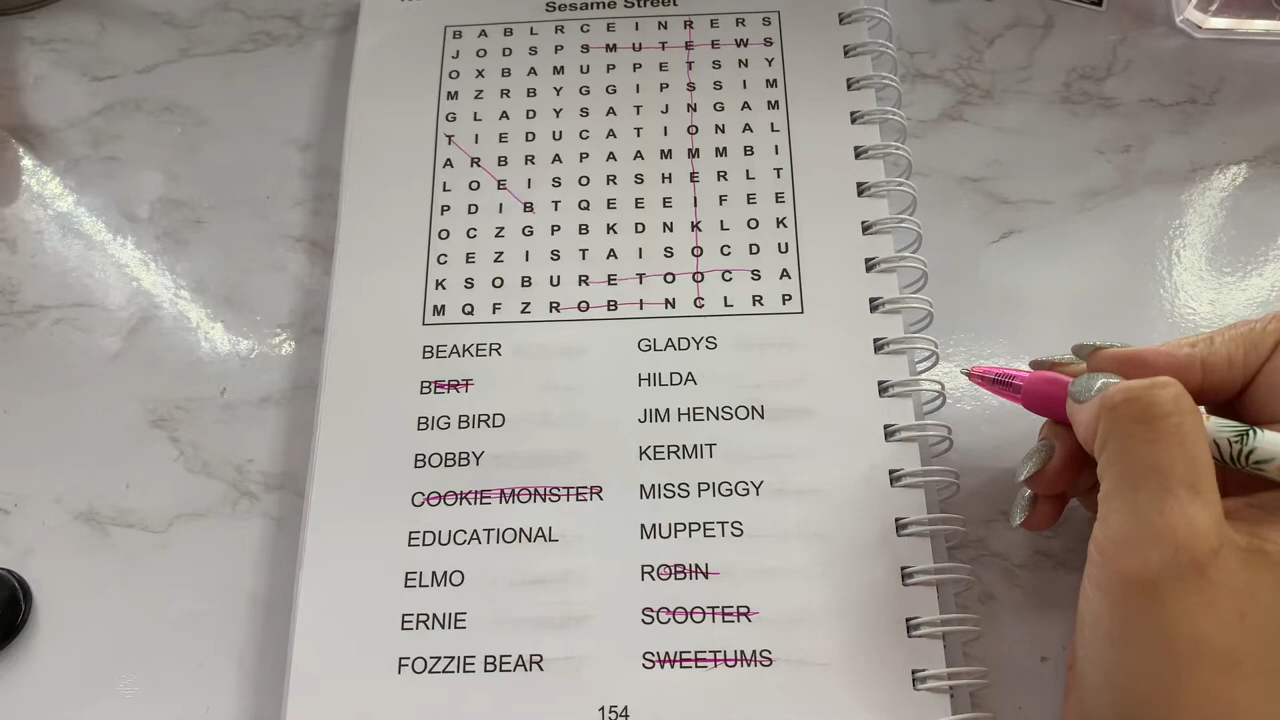 Sesame Street
B A B L R C E I N R E R S
J O D S P S M U T E E W S
O X B A M U P P E T S N Y
M Z R B Y G G I P S S I M
G L A D Y S A T J N G A M
T I E D U C A T I O N A L
A R B R A P A A M M M B I
L O E I S O R S H E R L T
P D I B T Q E E E I F E E
O C Z G P B K D N K L O K
C E Z I S T A I S O C D U
K S O B U R E T O O C S A
M Q F Z R O B I N C L R P
BEAKER GLADYS
BERT HILDA
BIG BIRD JIM HENSON
BOBBY KERMIT
COOKIE MONSTER MISS PIGGY
EDUCATIONAL MUPPETS
ELMO ROBIN
ERNIE SCOOTER
FOZZIE BEAR SWEETUMS
154